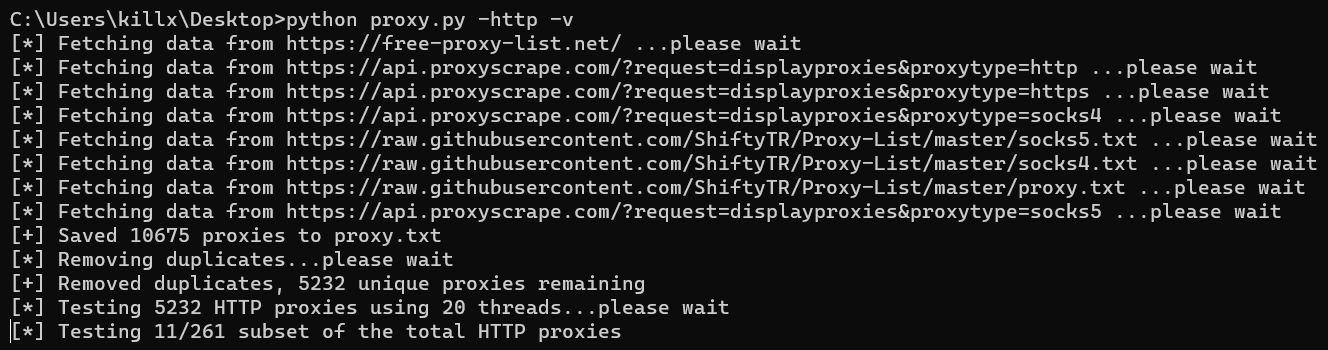 C:\Users\killx\Desktop>python proxy.py -http -v
[*] Fetching data from https://free-proxy-list.net/ ...please wait
[*] Fetching data from https://api.proxyscrape.com/?request=displayproxies&proxytype=http ...please wait
[*] Fetching data from https://api.proxyscrape.com/?request=displayproxies&proxytype=https ...please wait
[*] Fetching data from https://api.proxyscrape.com/?request=displayproxies&proxytype=socks4 ...please wait
[*] Fetching data from https://raw.githubusercontent.com/ShiftyTR/Proxy-List/master/socks5.txt ...please wait
[*] Fetching data from https://raw.githubusercontent.com/ShiftyTR/Proxy-List/master/socks4.txt ...please wait
[*] Fetching data from https://raw.githubusercontent.com/ShiftyTR/Proxy-List/master/proxy.txt ...please wait
[*] Fetching data from https://api.proxyscrape.com/?request=displayproxies&proxytype=socks5 ...please wait
[+] Saved 10675 proxies to proxy.txt
[*] Removing duplicates...please wait
[+] Removed duplicates, 5232 unique proxies remaining
[*] Testing 5232 HTTP proxies using 20 threads...please wait
[*] Testing 11/261 subset of the total HTTP proxies